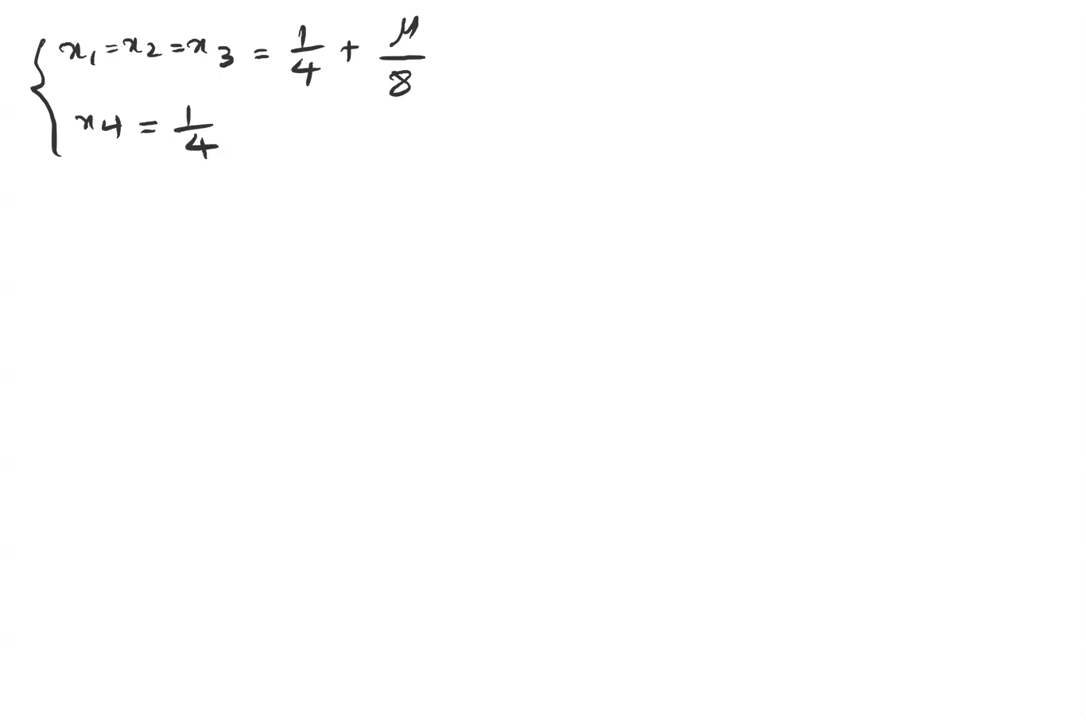 x₁ = x₂ = x₃ = 1/4 + μ/8
x₄ = 1/4